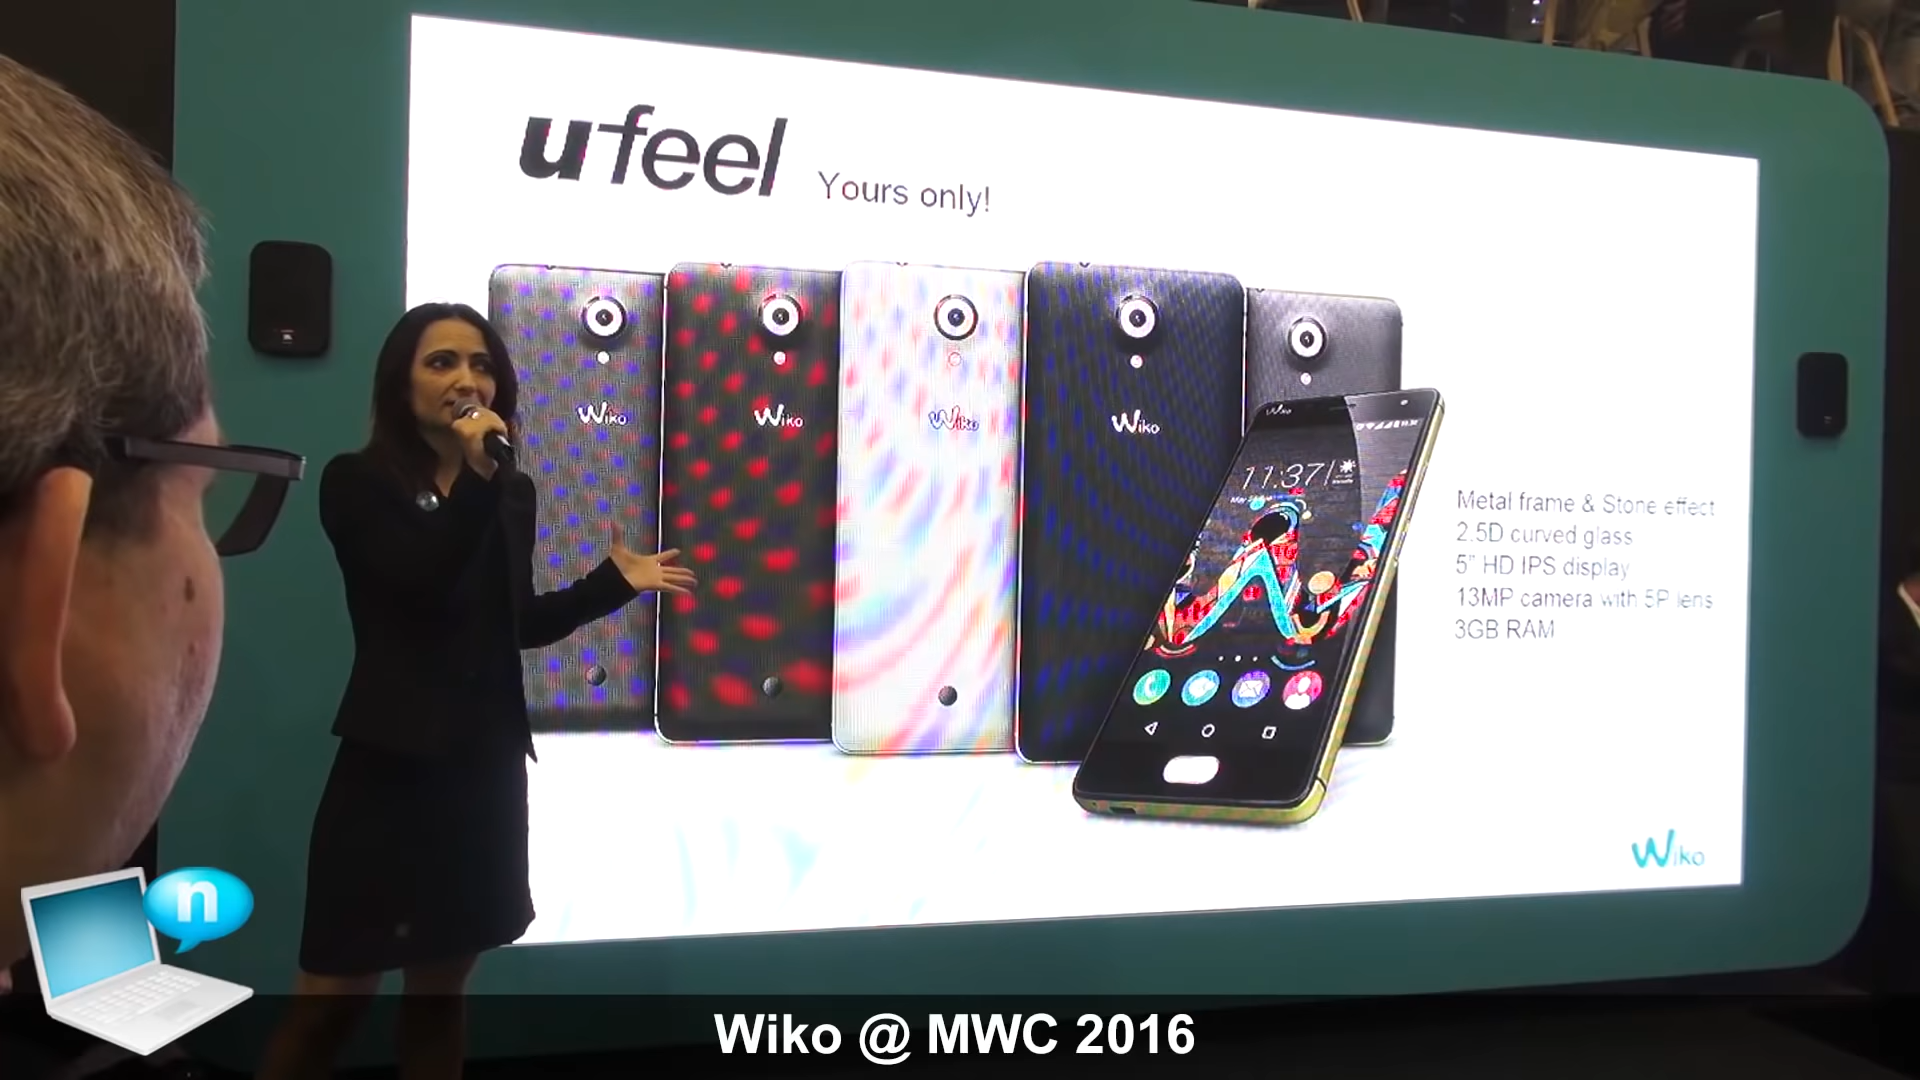 ufeel Yours only!
Wiko
Wiko
Wiko
Wiko
Wiko
11:37
Metal frame & Stone effect
2.5D curved glass
5" HD IPS display
13MP camera with 5P lens
3GB RAM
Wiko
n
Wiko @ MWC 2016